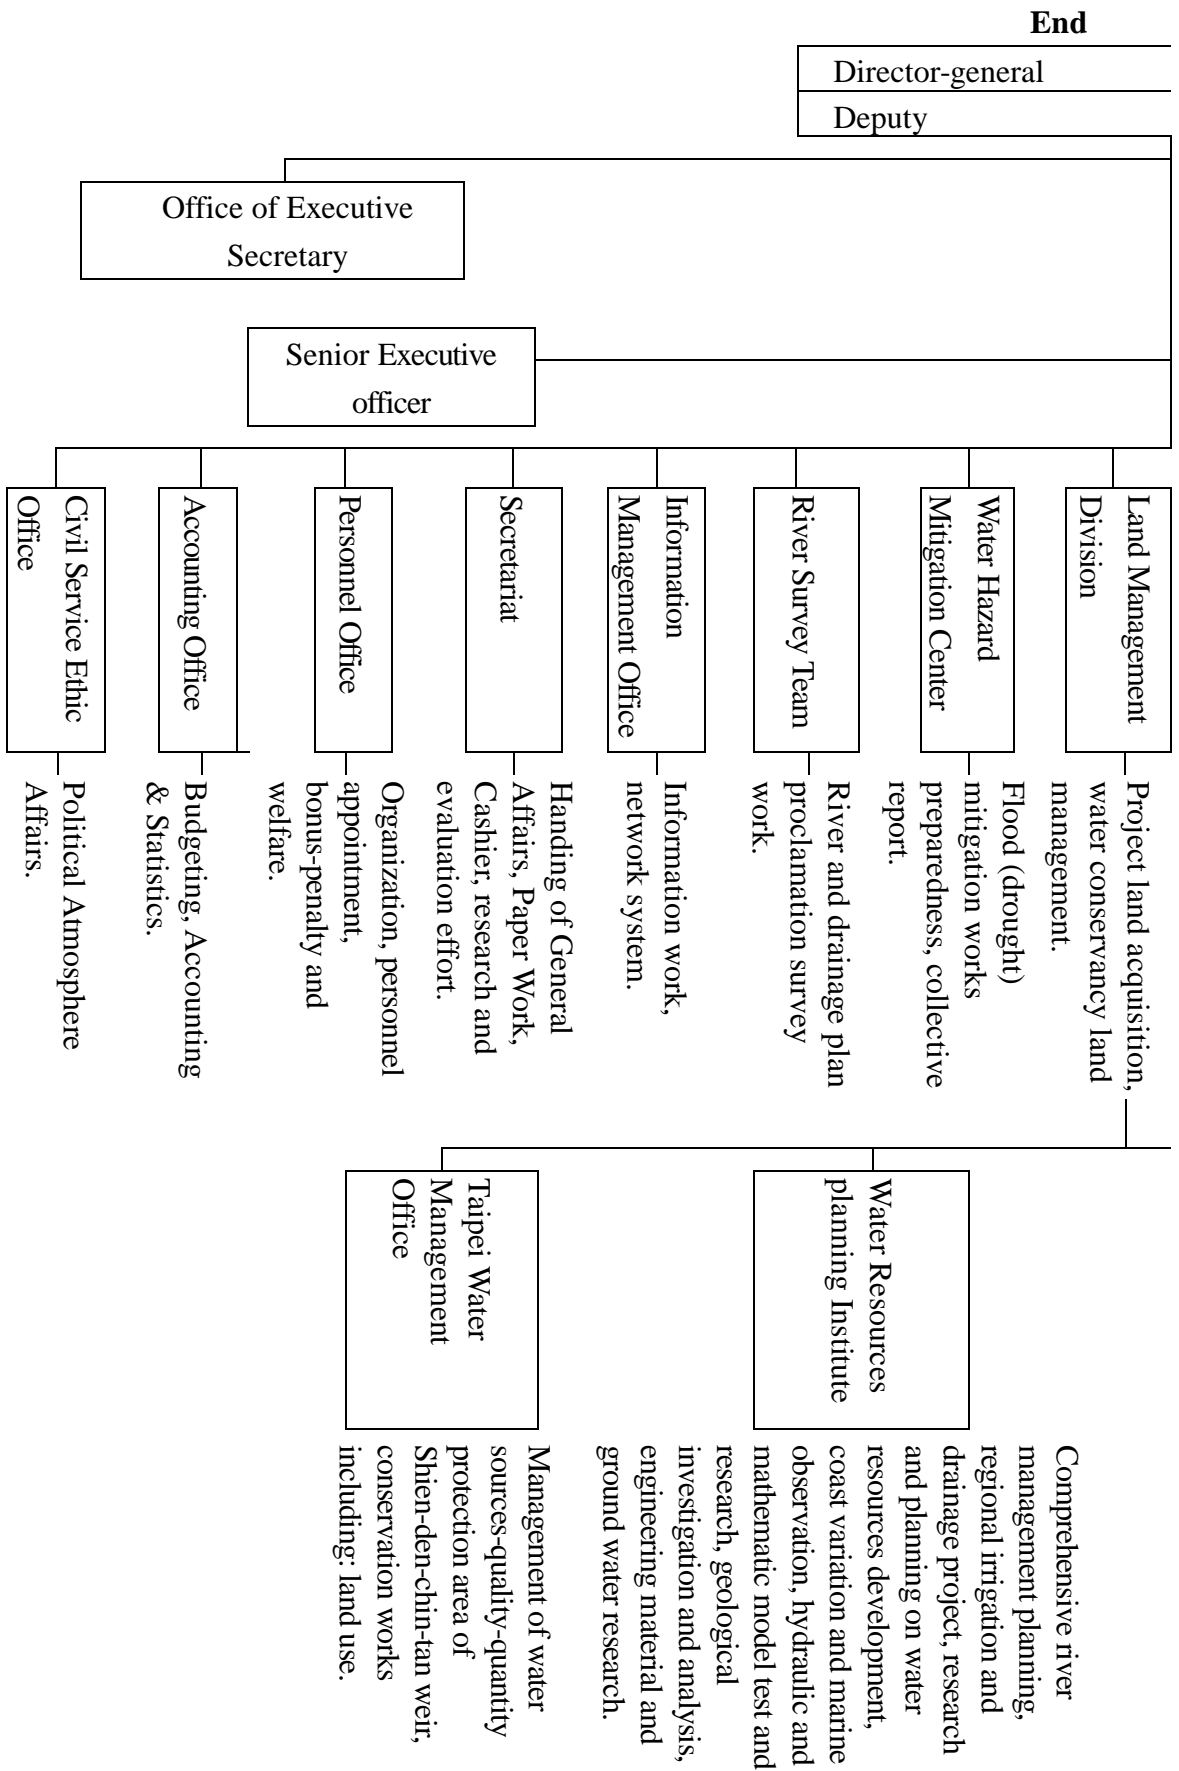 End
Director-general
Deputy
Office of Executive
Secretary
Senior Executive
officer
Civil Service Ethic
Office
Accounting Office
Personnel Office
Secretariat
Information
Management Office
River Survey Team
Water Hazard
Mitigation Center
Land Management
Division
Political Atmosphere
Affairs.
Budgeting, Accounting
& Statistics.
Organization, personnel
appointment,
bonus-penalty and
welfare.
Handing of General
Affairs, Paper Work,
Cashier, research and
evaluation effort.
Information work,
network system.
River and drainage plan
proclamation survey
work.
Flood (drought)
mitigation works
preparedness, collective
report.
Project land acquisition,
water conservancy land
management.
Taipei Water
Management
Office
Water Resources
planning Institute
Management of water
sources-quality-quantity
protection area of
Shien-den-chin-tan weir,
conservation works
including: land use.
Comprehensive river
management planning,
regional irrigation and
drainage project, research
and planning on water
resources development,
coast variation and marine
observation, hydraulic and
mathematic model test and
research, geological
investigation and analysis,
engineering material and
ground water research.